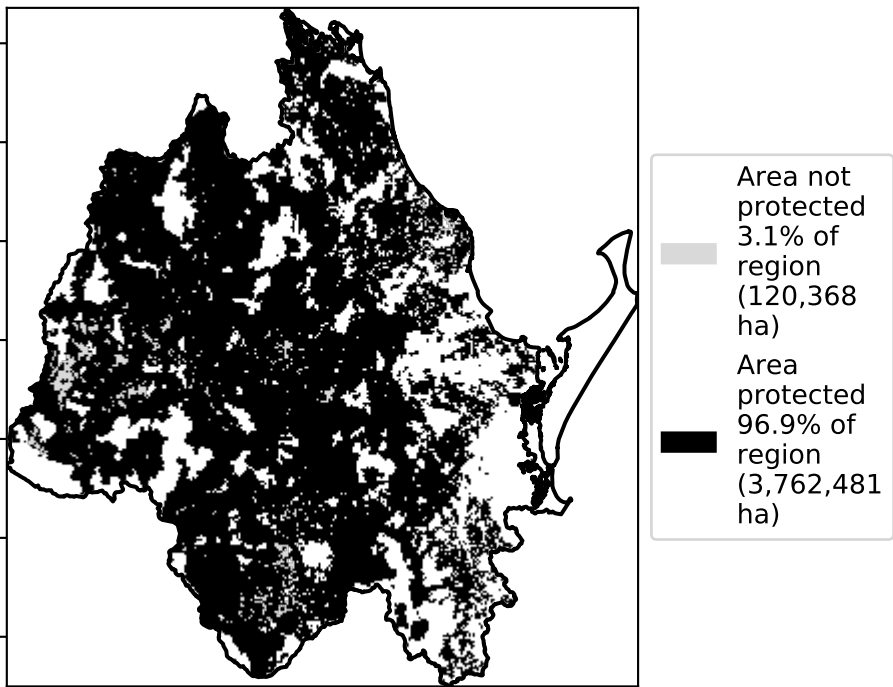 Area not
protected
3.1% of
region
(120,368
ha)
Area
protected
96.9% of
region
(3,762,481
ha)